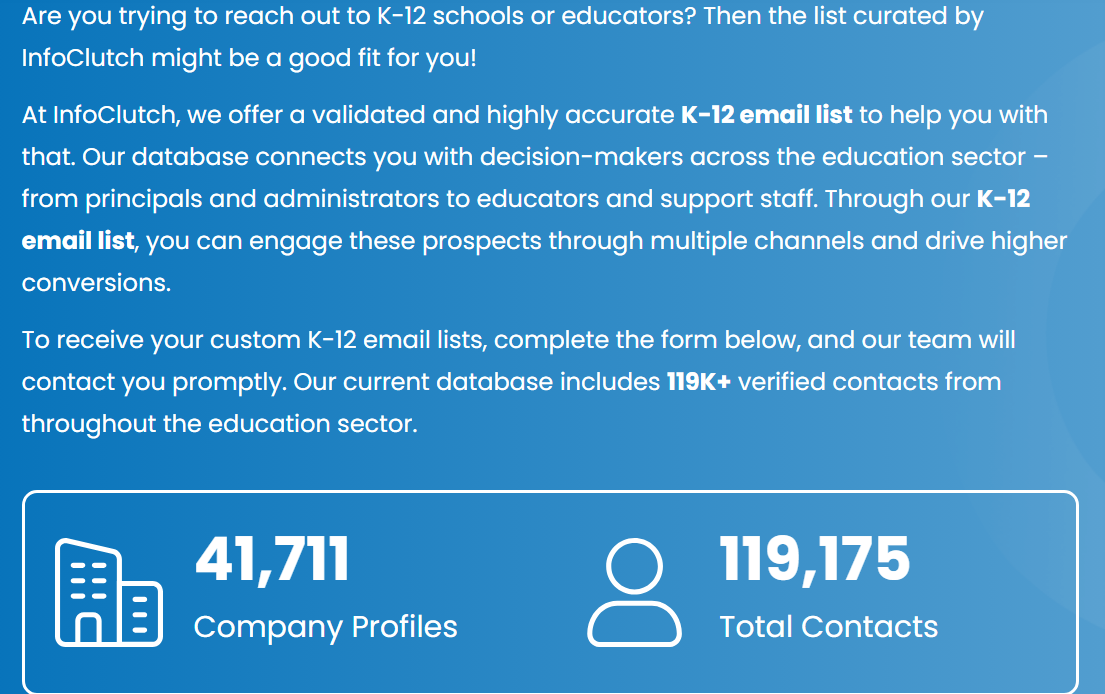 Are you trying to reach out to K-12 schools or educators? Then the list curated by
InfoClutch might be a good fit for you!
At InfoClutch, we offer a validated and highly accurate K-12 email list to help you with
that. Our database connects you with decision-makers across the education sector –
from principals and administrators to educators and support staff. Through our K-12
email list, you can engage these prospects through multiple channels and drive higher
conversions.
To receive your custom K-12 email lists, complete the form below, and our team will
contact you promptly. Our current database includes 119K+ verified contacts from
throughout the education sector.
41,711
Company Profiles
119,175
Total Contacts